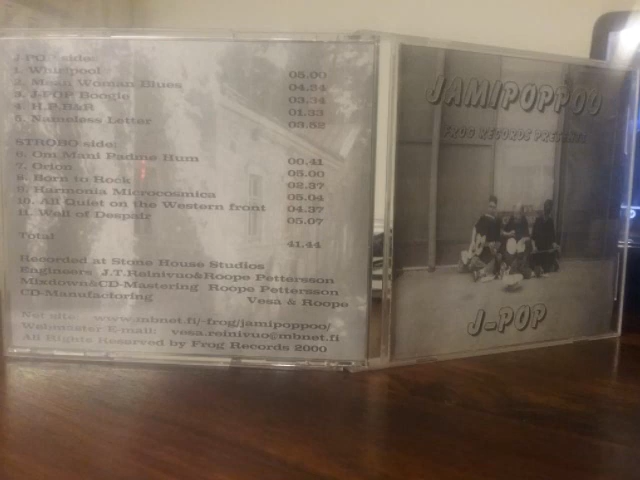 J-POP side:
1. Whirlpool 05.00
2. Mean Woman Blues 04.24
3. J-POP Boogie 03.34
4. H.P.B&R 01.33
5. Nameless Letter 03.52
STROBO side:
6. Om Mani Padme Hum 00.41
7. Orion 05.00
8. Born to Rock 02.37
9. Harmonia Microcosmica 05.04
10. All Quiet on the Western front 04.37
11. Well of Despair 05.07
Total 41.44
Recorded at Stone House Studios
Engineers J.T.Reinivuo&Roope Pettersson
Mixdown&CD-Mastering Roope Pettersson
CD-Manufactoring Vesa & Roope
Net site: www.mbnet.fi/~frog/jamipoppoo/
Webmaster E-mail: vesa.reinivuo@mbnet.fi
All Rights Reserved by Frog Records 2000
JAMIPOPPOO
FROG RECORDS PRESENTS
J-POP